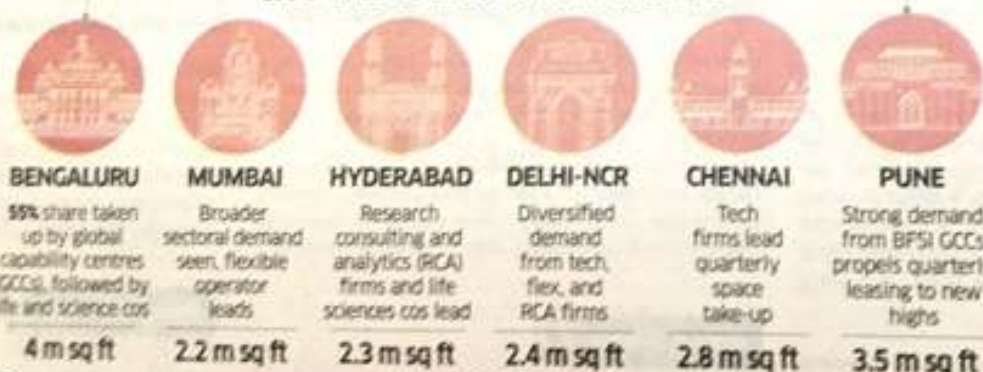 BENGALURU
55% share taken
up by global
capability centres
(GCCs), followed by
life and science cos
4 m sq ft
MUMBAI
Broader
sectoral demand
seen, flexible
operator
leads
2.2 m sq ft
HYDERABAD
Research
consulting and
analytics (RCA)
firms and life
sciences cos lead
2.3 m sq ft
DELHI-NCR
Diversified
demand
from tech,
flex, and
RCA firms
2.4 m sq ft
CHENNAI
Tech
firms lead
quarterly
space
take-up
2.8 m sq ft
PUNE
Strong demand
from BFSI GCCs
propels quarterly
leasing to new
highs
3.5 m sq ft